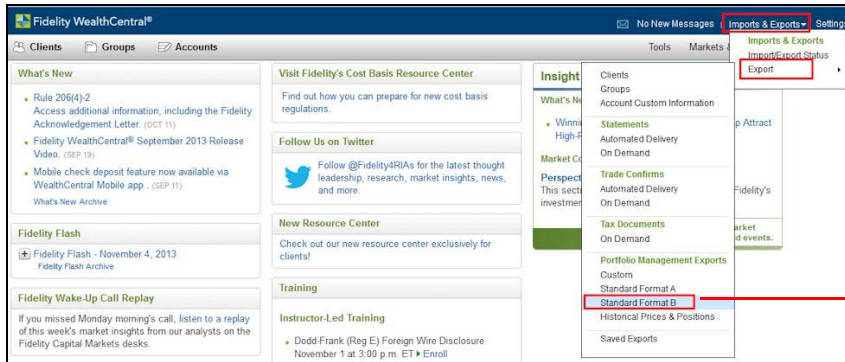 Fidelity WealthCentral®
No New Messages
Imports & Exports
Settings
Clients
Groups
Accounts
Tools
Markets &
Imports & Exports
Import/Export Status
Export
What's New
Rule 206(4)-2
Access additional information, including the Fidelity
Acknowledgement Letter. (OCT 11)
Fidelity WealthCentral® September 2013 Release
Video. (SEP 19)
Mobile check deposit feature now available via
WealthCentral Mobile app . (SEP 11)
What's New Archive
Fidelity Flash
Fidelity Flash - November 4, 2013
Fidelity Flash Archive
Fidelity Wake-Up Call Replay
If you missed Monday morning's call, listen to a replay
of this week's market insights from our analysts on the
Fidelity Capital Markets desks.
Visit Fidelity's Cost Basis Resource Center
Find out how you can prepare for new cost basis
regulations.
Follow Us on Twitter
Follow @Fidelity4RIAs for the latest thought
leadership, research, market insights, news,
and more.
New Resource Center
Check out our new resource center exclusively for
clients!
Training
Instructor-Led Training
Dodd-Frank (Reg E) Foreign Wire Disclosure
November 1 at 3:00 p.m. ET Enroll
Insight
What's Ne
Winni
High-F
Market Co
Perspect
This secti
investmen
p Attract
Fidelity's
arket
d events.
Clients
Groups
Account Custom Information
Statements
Automated Delivery
On Demand
Trade Confirms
Automated Delivery
On Demand
Tax Documents
On Demand
Portfolio Management Exports
Custom
Standard Format A
Standard Format B
Historical Prices & Positions
Saved Exports